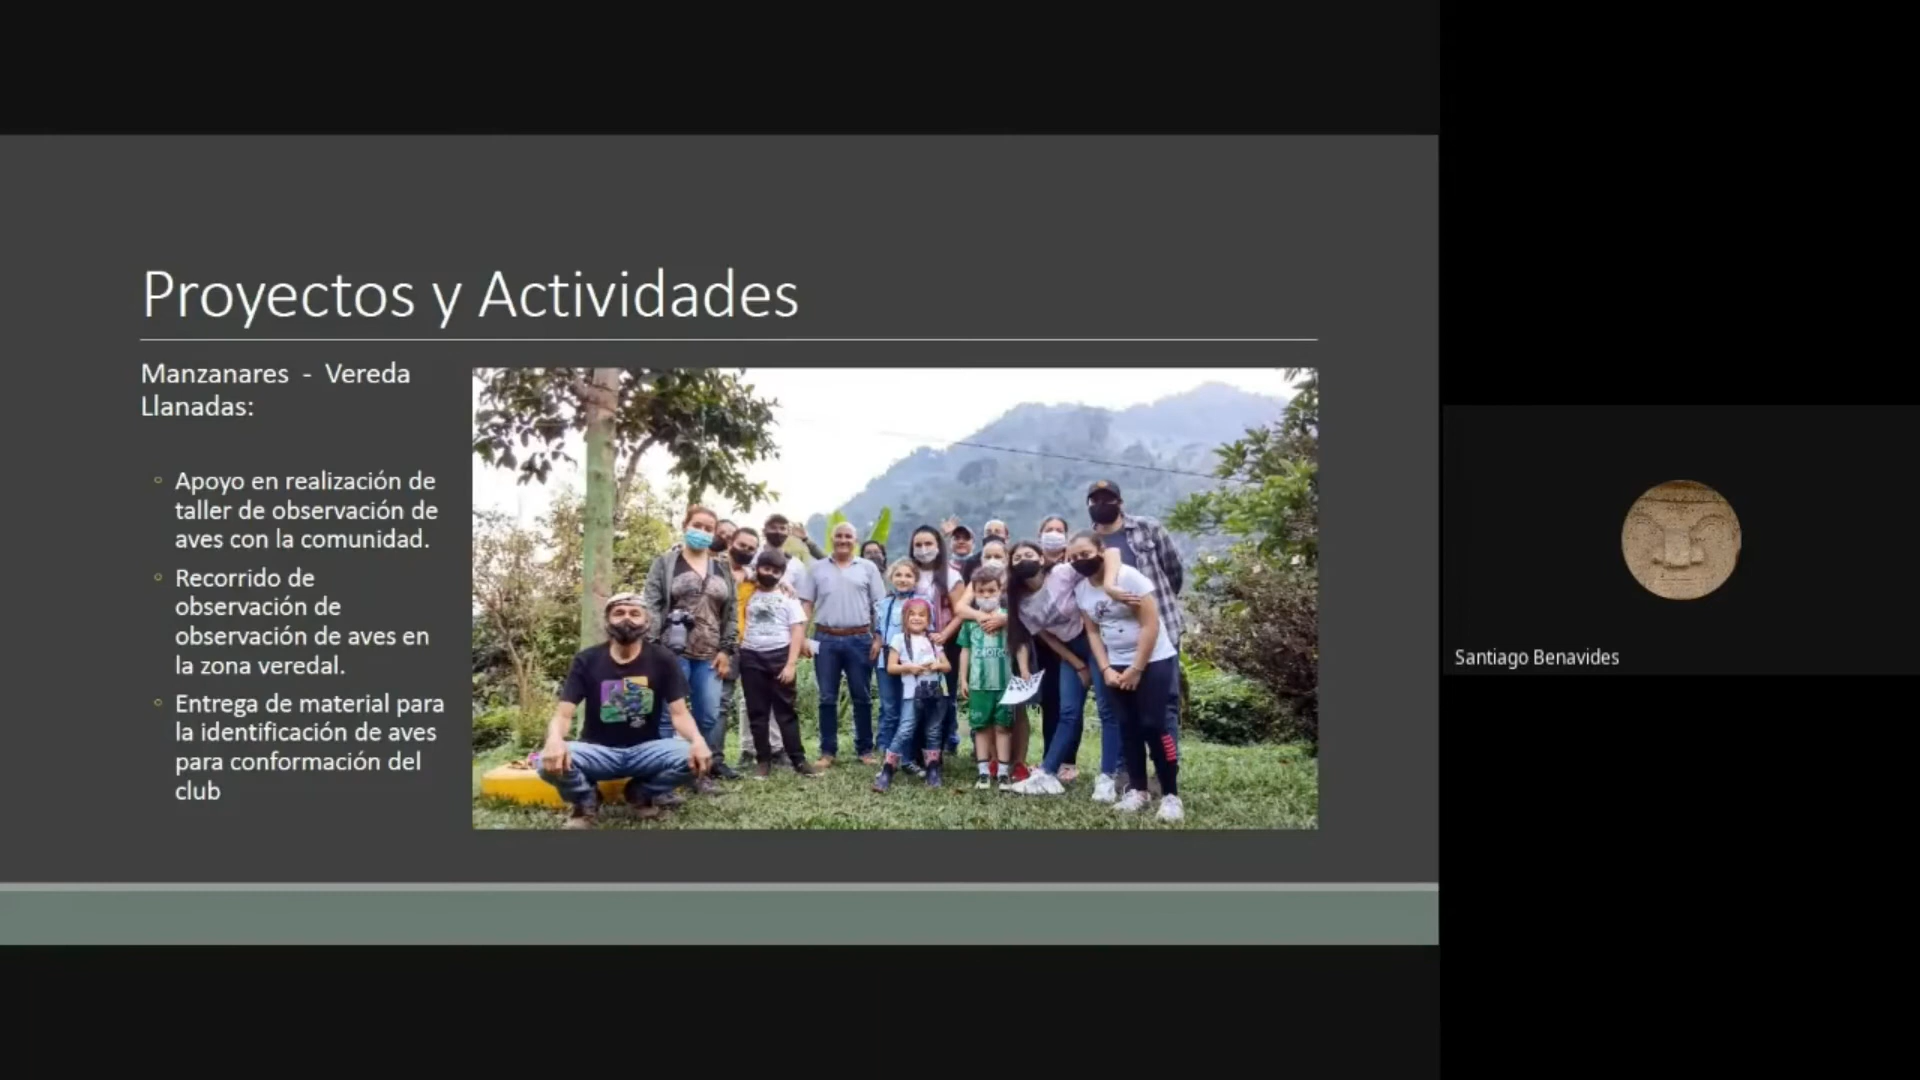 Proyectos y Actividades
Manzanares - Vereda
Llanadas:
◦ Apoyo en realización de
taller de observación de
aves con la comunidad.
◦ Recorrido de
observación de
observación de aves en
la zona veredal.
◦ Entrega de material para
la identificación de aves
para conformación del
club
Santiago Benavides